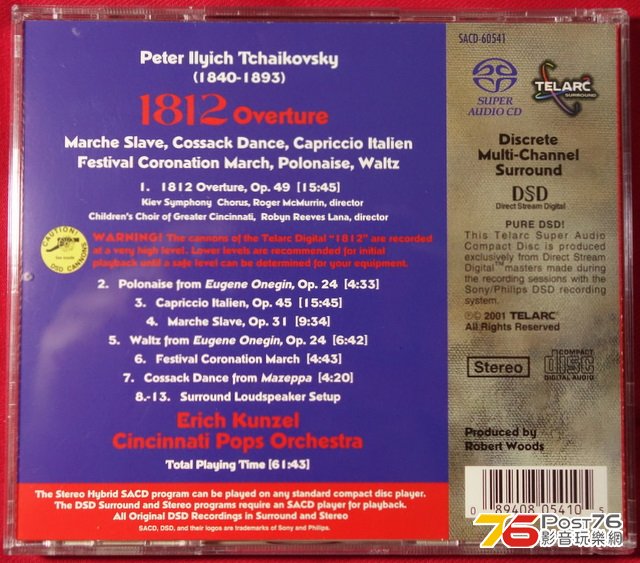 SACD-60541
Peter Ilyich Tchaikovsky
(1840-1893)
1812 Overture
Marche Slave, Cossack Dance, Capriccio Italien
Festival Coronation March, Polonaise, Waltz
1. 1812 Overture, Op. 49 [15:45]
Kiev Symphony Chorus, Roger McMurrin, director
Children's Choir of Greater Cincinnati, Robyn Reeves Lana, director
CAUTION!
DSD CANNONS
WARNING! The cannons of the Telarc Digital "1812" are recorded
at a very high level. Lower levels are recommended for initial
playback until a safe level can be determined for your equipment.
2. Polonaise from Eugene Onegin, Op. 24 [4:33]
3. Capriccio Italien, Op. 45 [15:45]
4. Marche Slave, Op. 31 [9:34]
5. Waltz from Eugene Onegin, Op. 24 [6:42]
6. Festival Coronation March [4:43]
7. Cossack Dance from Mazeppa [4:20]
8.-13. Surround Loudspeaker Setup
Erich Kunzel
Cincinnati Pops Orchestra
Total Playing Time [61:43]
The Stereo Hybrid SACD program can be played on any standard compact disc player.
The DSD Surround and Stereo programs require an SACD player for playback.
All Original DSD Recordings in Surround and Stereo
SACD, DSD, and their logos are trademarks of Sony and Philips.
SUPER
AUDIO CD
TELARC
SURROUND
Discrete
Multi-Channel
Surround
DSD
Direct Stream Digital
PURE DSD!
This Telarc Super Audio
Compact Disc is produced
exclusively from Direct Stream
Digital™ masters made during
the recording sessions with the
Sony/Philips DSD recording
system.
℗© 2001 TELARC
All Rights Reserved
Stereo
COMPACT
disc
DIGITAL AUDIO
Produced by
Robert Woods
0 89408 05410 5
76 Post76
影音玩樂網